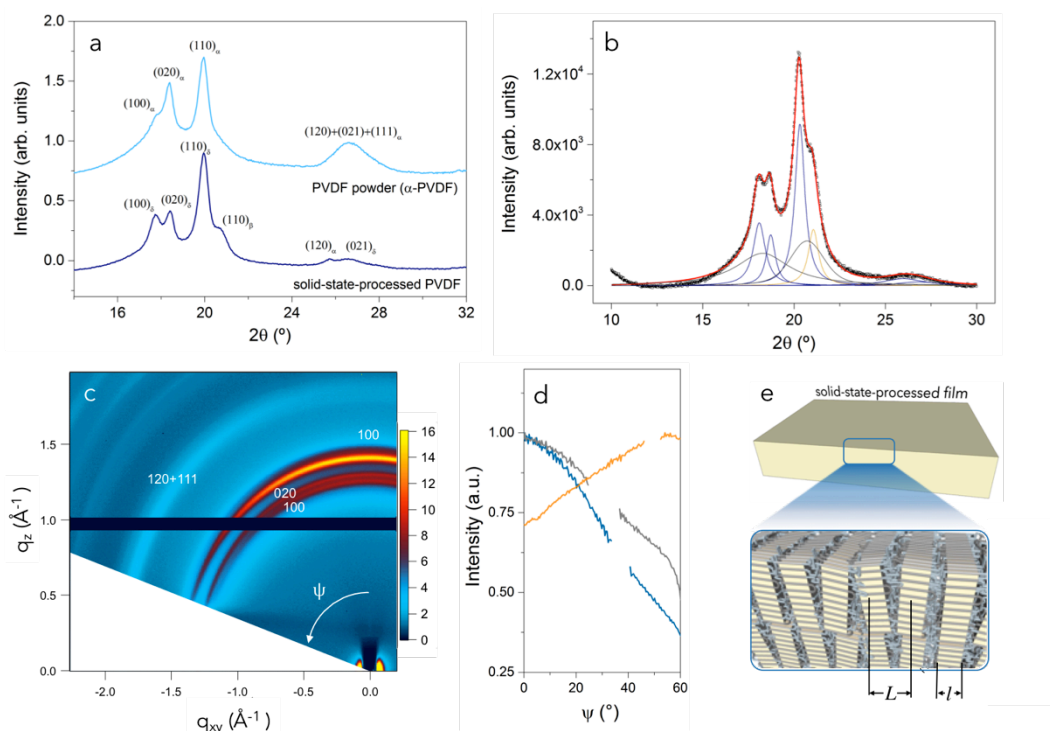 a
Intensity (arb. units)
2.0
1.5
1.0
0.5
0.0
(100)α
(020)α
(110)α
(120)+(021)+(111)α
PVDF powder (α-PVDF)
(100)δ
(020)δ
(110)δ
(110)β
(120)α
(021)δ
solid-state-processed PVDF
16
20
24
28
32
2θ (º)
b
Intensity (arb. units)
1.2x10⁴
8.0x10³
4.0x10³
0.0
10
15
20
25
30
2θ (º)
c
qz (Å-1)
1.5
1.0
0.5
0.0
100
120+111
020
100
ψ
16
14
12
10
8
6
4
2
0
-2.0
-1.5
-1.0
-0.5
0.0
qxy (Å-1)
d
Intensity (a.u.)
1.00
0.75
0.50
0.25
0
20
40
60
ψ (°)
e
solid-state-processed film
L
l